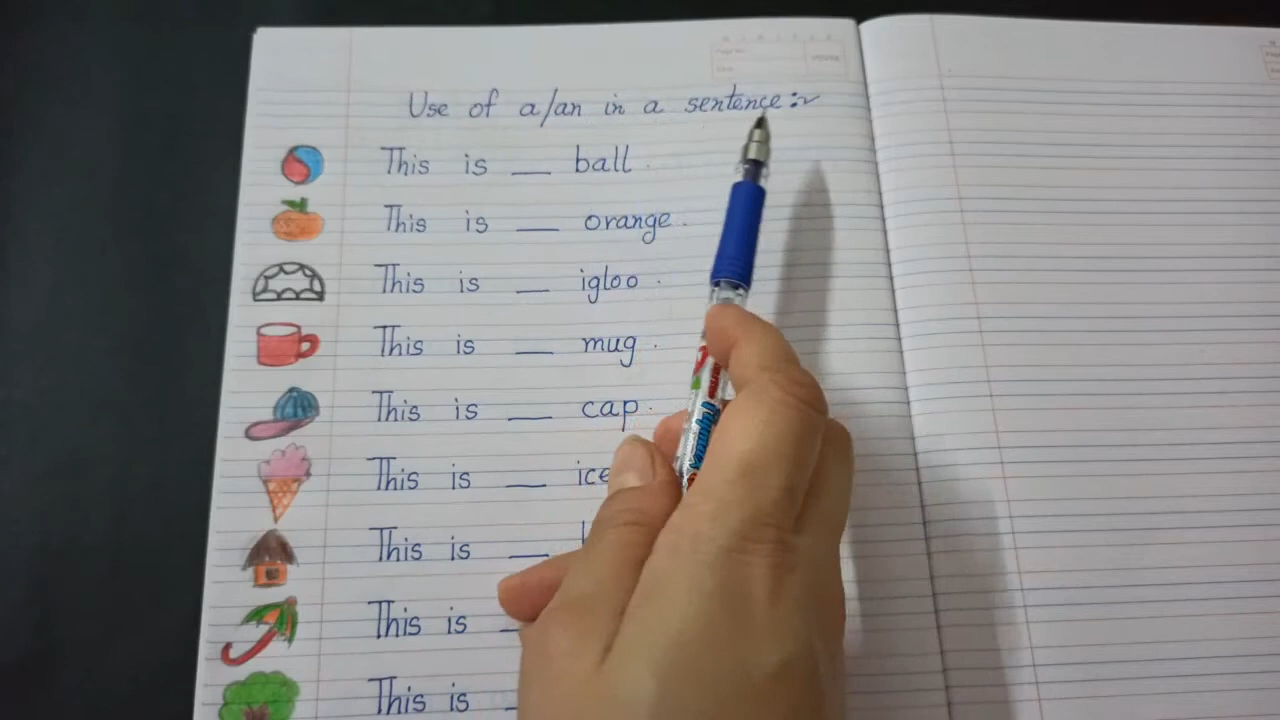 Use of a/an in a sentence :~
This is __ ball.
This is __ orange.
This is __ igloo.
This is __ mug.
This is __ cap.
This is __ ice
This is __
This is _
This is _